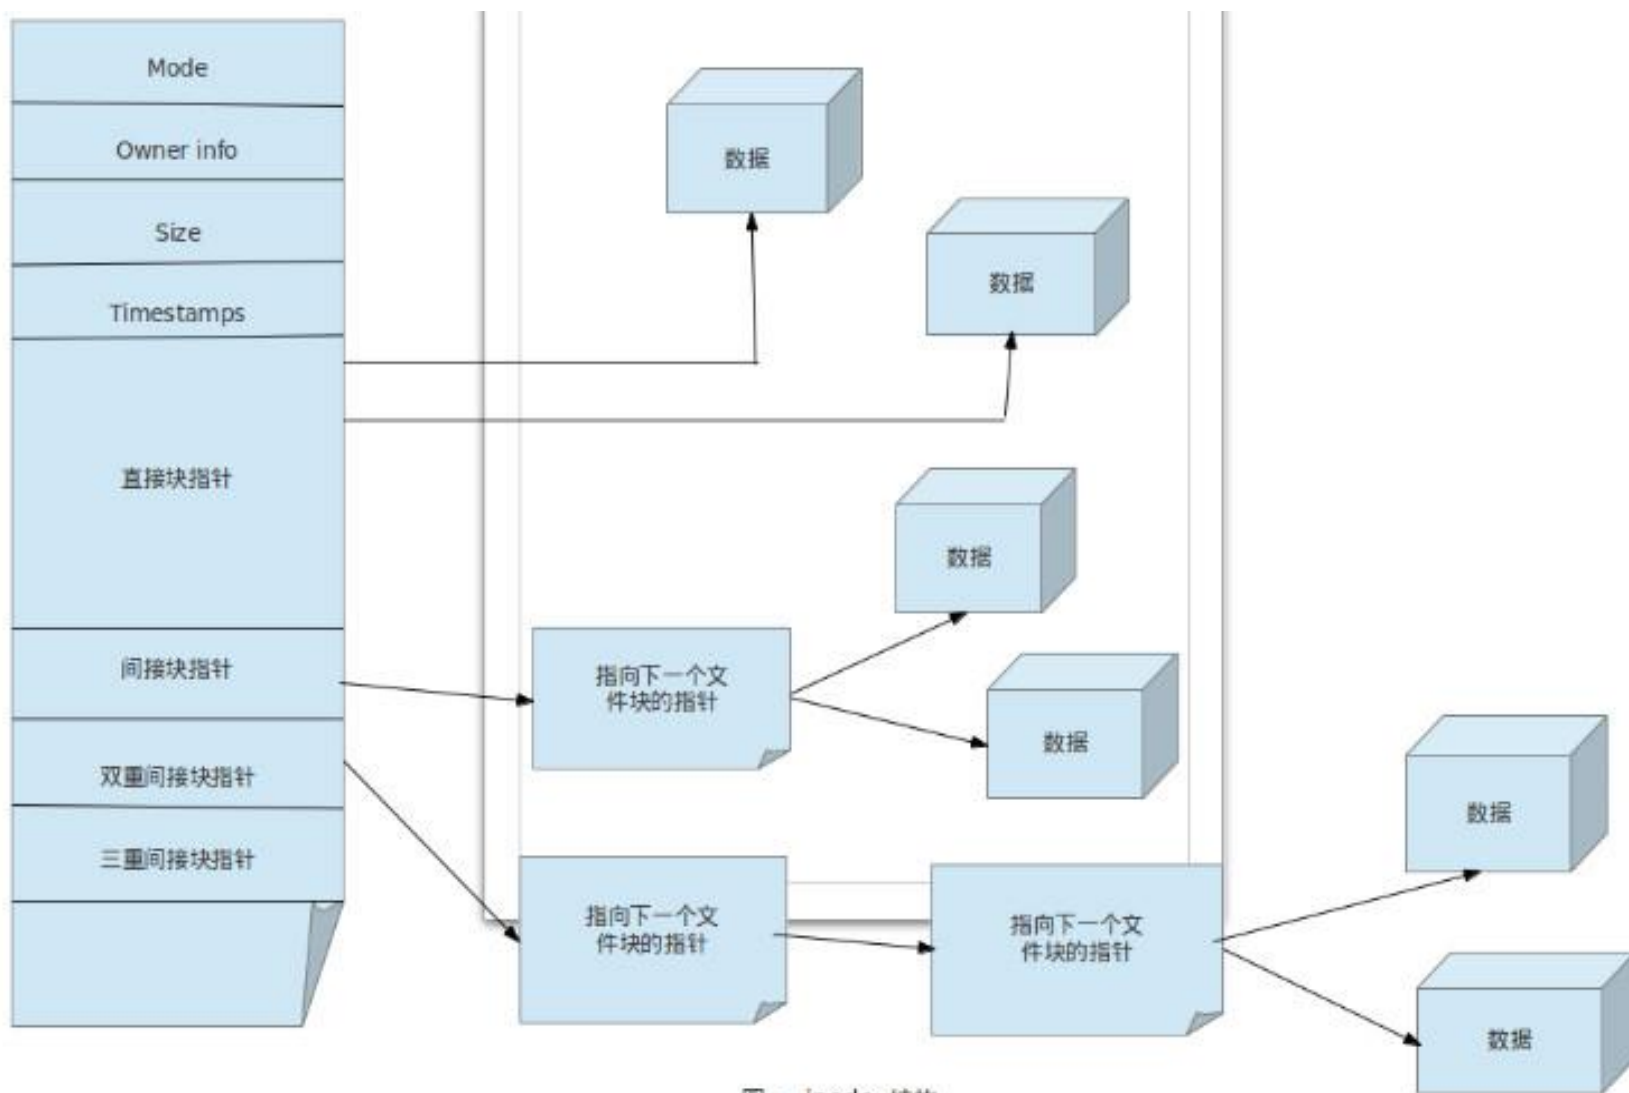 Mode
Owner info
Size
Timestamps
直接块指针
间接块指针
双重间接块指针
三重间接块指针
数据
数据
数据
指向下一个文
件块的指针
数据
数据
指向下一个文
件块的指针
指向下一个文
件块的指针
数据